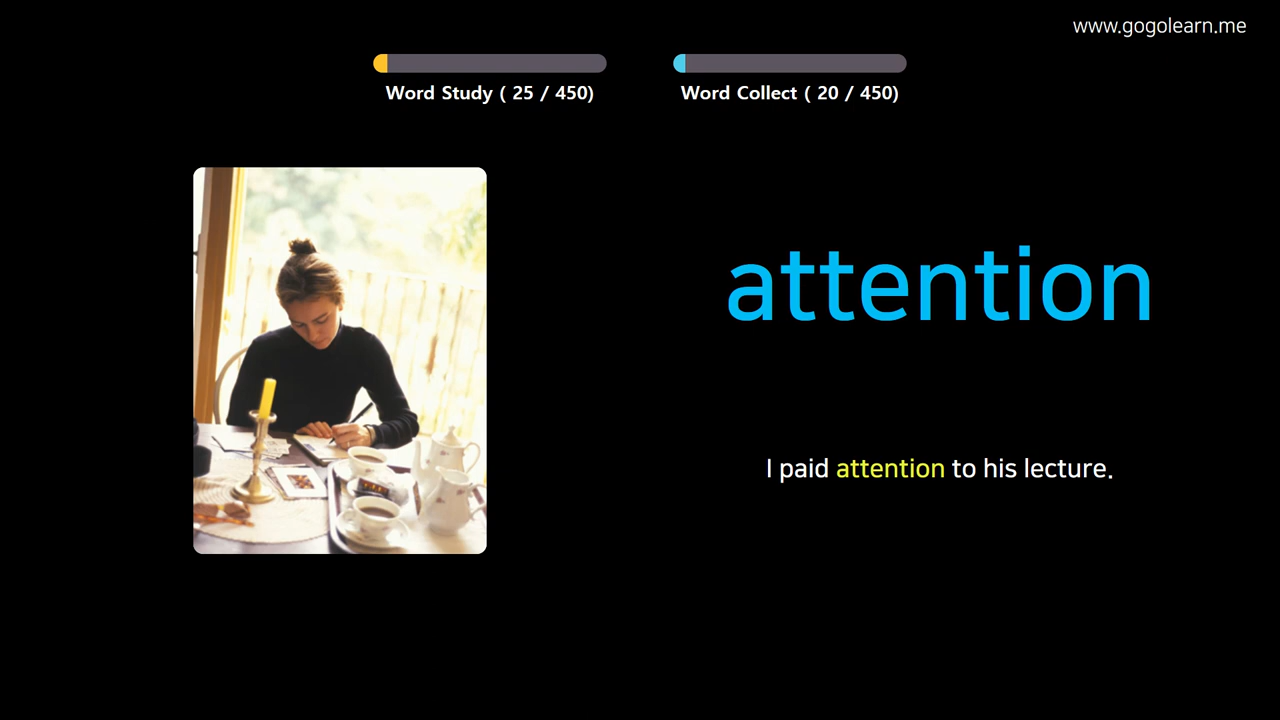 www.gogolearn.me
Word Study ( 25 / 450)
Word Collect ( 20 / 450)
attention
I paid attention to his lecture.